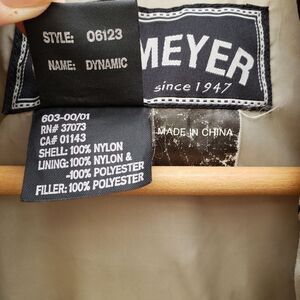 STYLE: 06123
NAME: DYNAMIC
MEYER
since 1947
603-00/01
RN# 37073
CA# 01143
SHELL: 100% NYLON
LINING: 100% NYLON &
-100% POLYESTER
FILLER: 100% POLYESTER
MADE IN CHINA